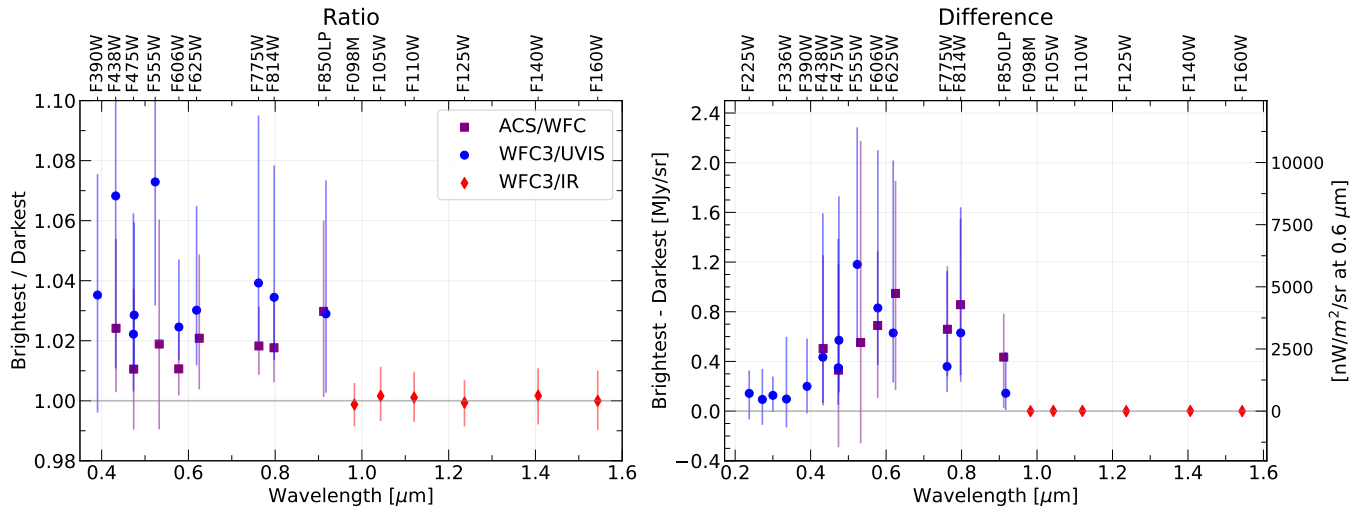 Ratio
F390W F438W F475W F555W F606W F625W F775W F814W F850LP F098M F105W F110W F125W F140W F160W
1.10
1.08
1.06
1.04
1.02
1.00
0.98
Brightest / Darkest
ACS/WFC
WFC3/UVIS
WFC3/IR
0.4 0.6 0.8 1.0 1.2 1.4 1.6
Wavelength [μm]
Difference
F225W F336W F390W F438W F475W F555W F606W F625W F775W F814W F850LP F098M F105W F110W F125W F140W F160W
2.4
2.0
1.6
1.2
0.8
0.4
0.0
−0.4
Brightest - Darkest [MJy/sr]
10000
7500
5000
2500
0
[nW/m²/sr at 0.6 μm]
0.2 0.4 0.6 0.8 1.0 1.2 1.4 1.6
Wavelength [μm]